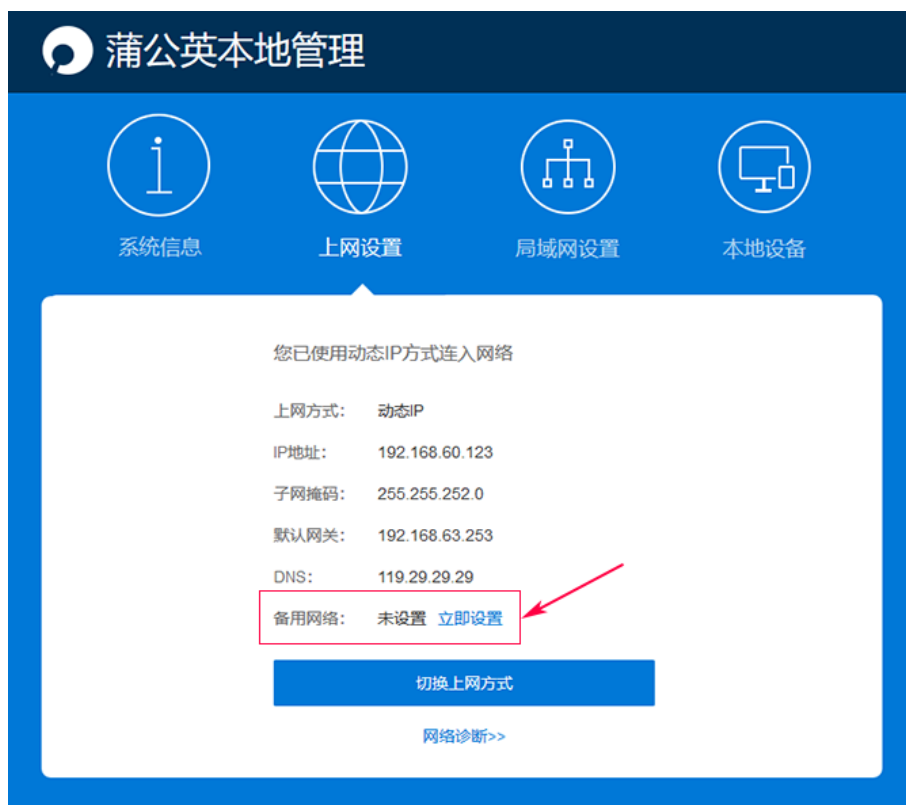 蒲公英本地管理
系统信息
上网设置
局域网设置
本地设备
您已使用动态IP方式连入网络
上网方式： 动态IP
IP地址： 192.168.60.123
子网掩码： 255.255.252.0
默认网关： 192.168.63.253
DNS： 119.29.29.29
备用网络： 未设置 立即设置
切换上网方式
网络诊断>>